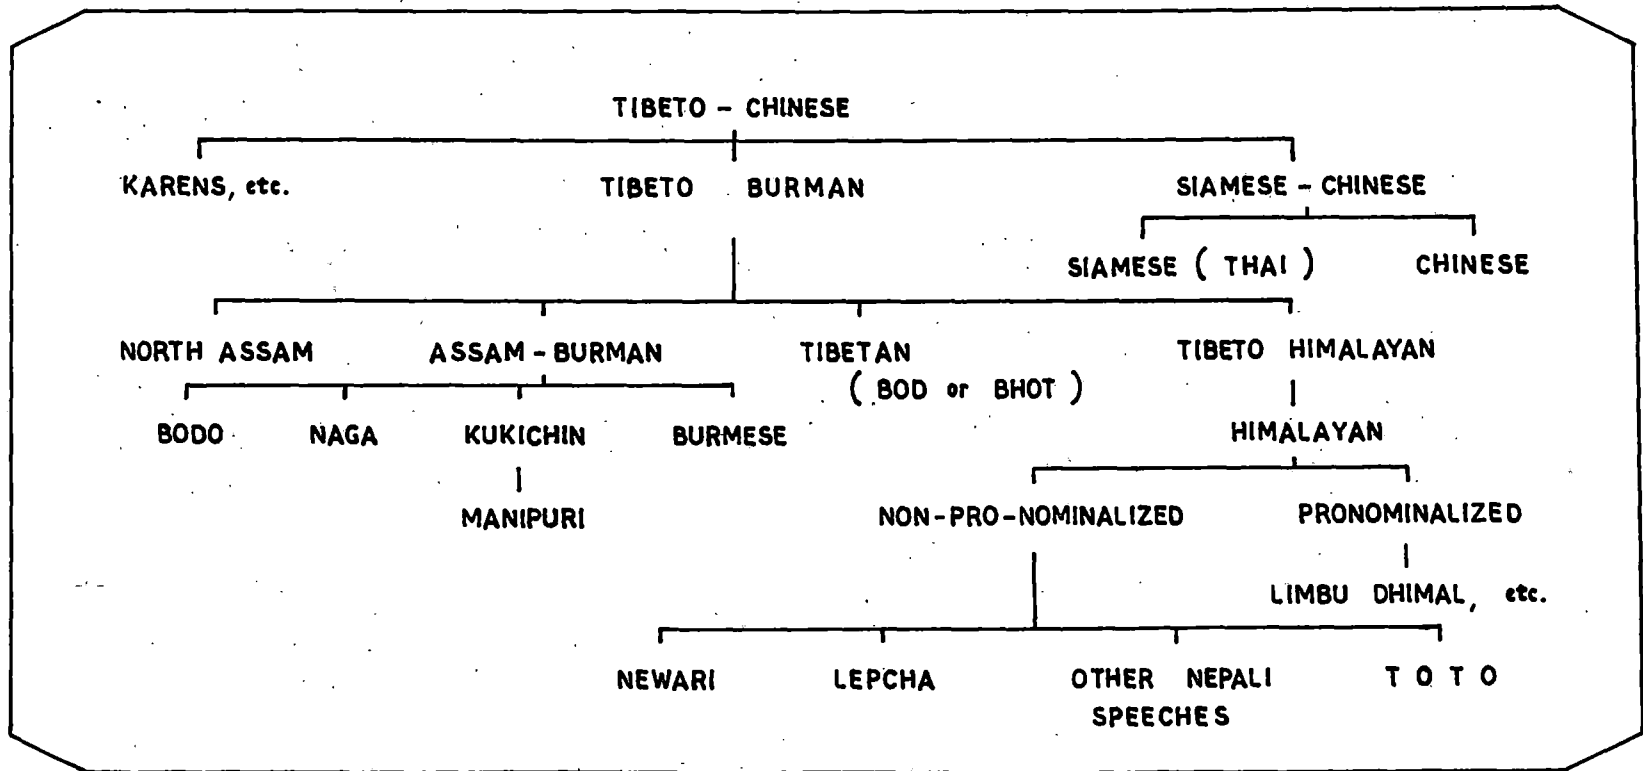 TIBETO - CHINESE
KARENS, etc. TIBETO BURMAN SIAMESE - CHINESE
SIAMESE ( THAI ) CHINESE
NORTH ASSAM ASSAM - BURMAN TIBETAN TIBETO HIMALAYAN
( BOD or BHOT )
BODO NAGA KUKICHIN BURMESE HIMALAYAN
MANIPURI NON-PRO-NOMINALIZED PRONOMINALIZED
LIMBU DHIMAL, etc.
NEWARI LEPCHA OTHER NEPALI T O T O
SPEECHES